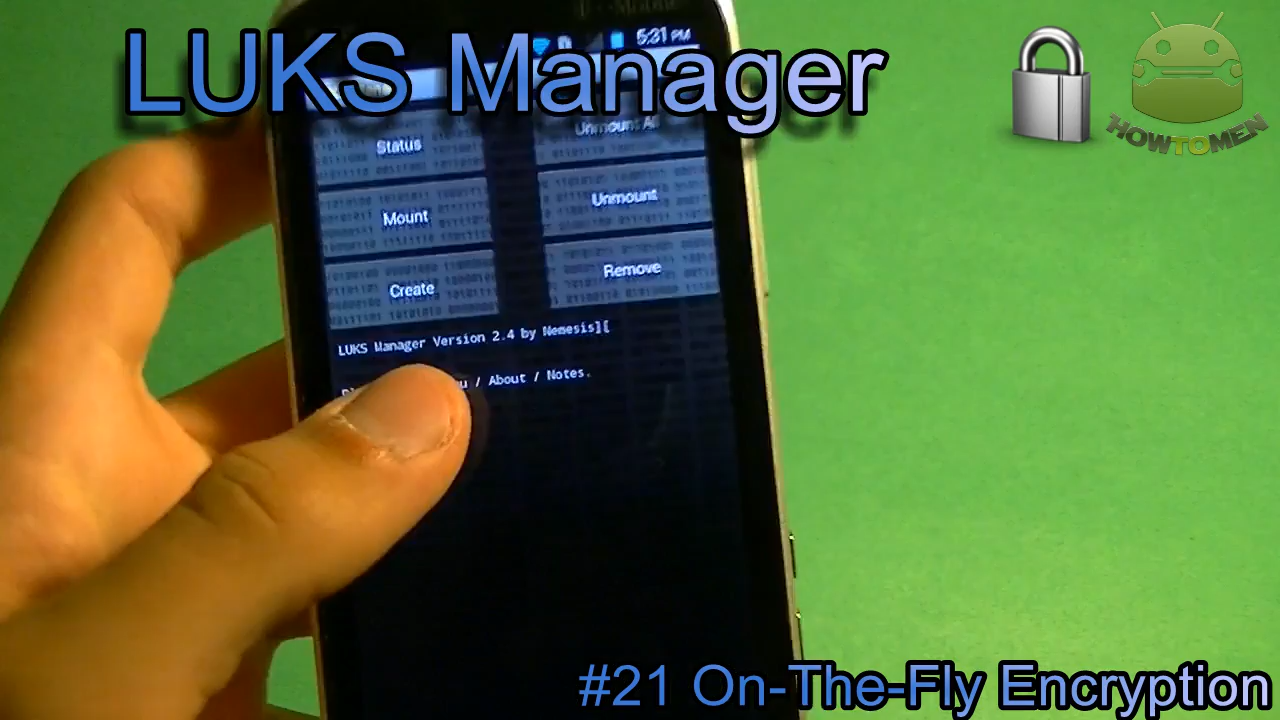 LUKS Manager
5:31 PM
HOWTOMEN
Status
Unmount All
Mount
Unmount
Create
Remove
LUKS Manager Version 2.4 by Nemesis][
/ About / Notes.
#21 On-The-Fly Encryption